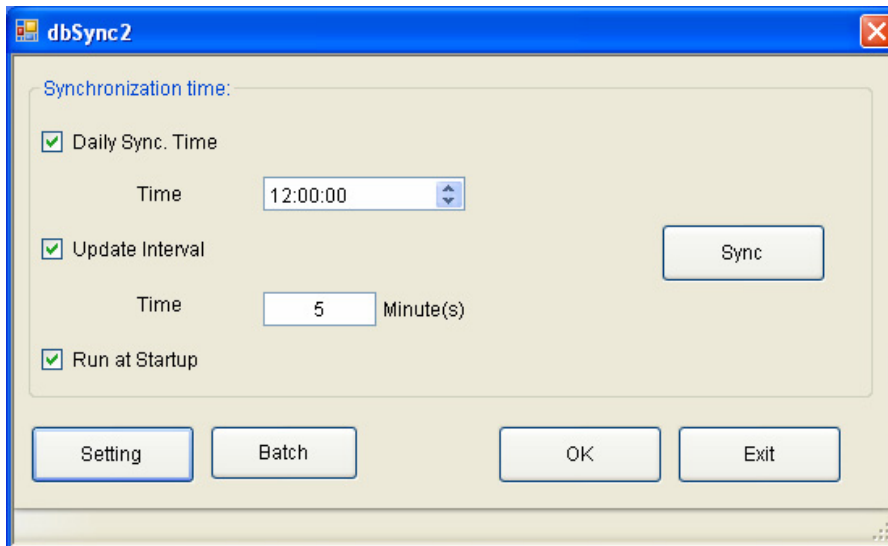 dbSync2
Synchronization time:
Daily Sync. Time
Time 12:00:00
Update Interval
Sync
Time 5 Minute(s)
Run at Startup
Setting Batch OK Exit